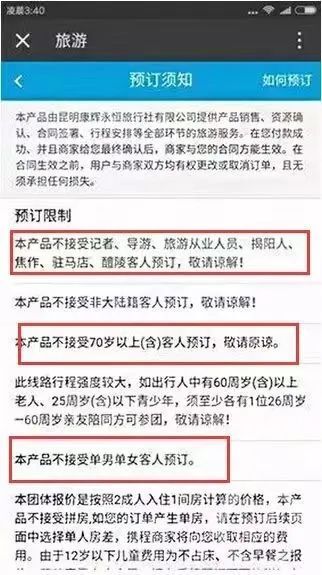 凌晨3:40
旅游
预订须知
如何预订
本产品由昆明康辉永恒旅行社有限公司提供产品销售、资源确
认、合同签署、行程安排等全部环节的旅游服务。在您付款成
功、并且商家给您最终确认后，商家与您的合同方能生效。在
合同生效之前，用户与商家双方均有权更改或取消订单，且无须
承担任何损失。
预订限制
本产品不接受记者、导游、旅游从业人员、揭阳人、
焦作、驻马店、醴陵客人预订，敬请谅解！
本产品不接受非大陆籍客人预订，敬请谅解！
本产品不接受70岁以上(含)客人预订，敬请原谅。
此线路行程强度较大，如出行人中有60周岁(含)以上
老人、25周岁(含)以下青少年，须至少各有1位26周岁
—60周岁亲友陪同方可参团，敬请谅解！
本产品不接受单男单女客人预订。
本团体报价是按照2成人入住1间房计算的价格，本产
品不接受拼房,如您的订单产生单房，请在预订后续页
面中选择单人房差，携程商家将向您收取相应的费
用。由于12岁以下儿童费用为不占床、不含早餐之报